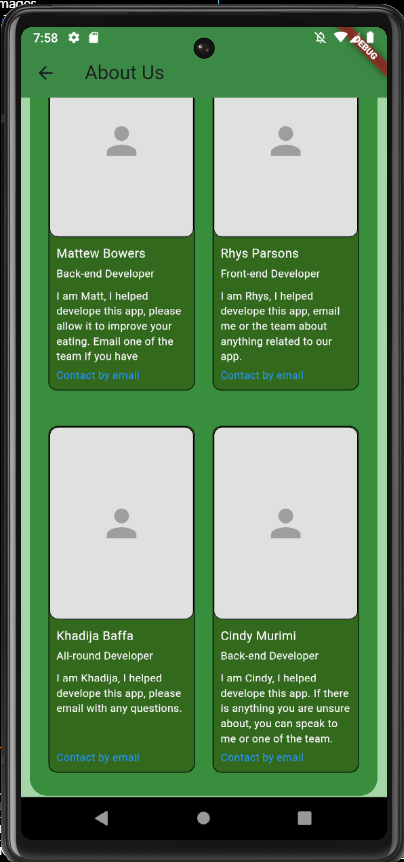 mages
7:58
DEBUG
About Us
Mattew Bowers
Back-end Developer
I am Matt, I helped
develope this app, please
allow it to improve your
eating. Email one of the
team If you have
Contact by email
Rhys Parsons
Front-end Developer
I am Rhys, I helped
develope this app, email
me or the team about
anything related to our
app.
Contact by email
Khadija Baffa
All-round Developer
I am Khadija, I helped
develope this app, please
email with any questions.
Contact by email
Cindy Murimi
Back-end Developer
I am Cindy, I helped
develope this app. If there
is anything you are unsure
about, you can speak to
me or one of the team.
Contact by email